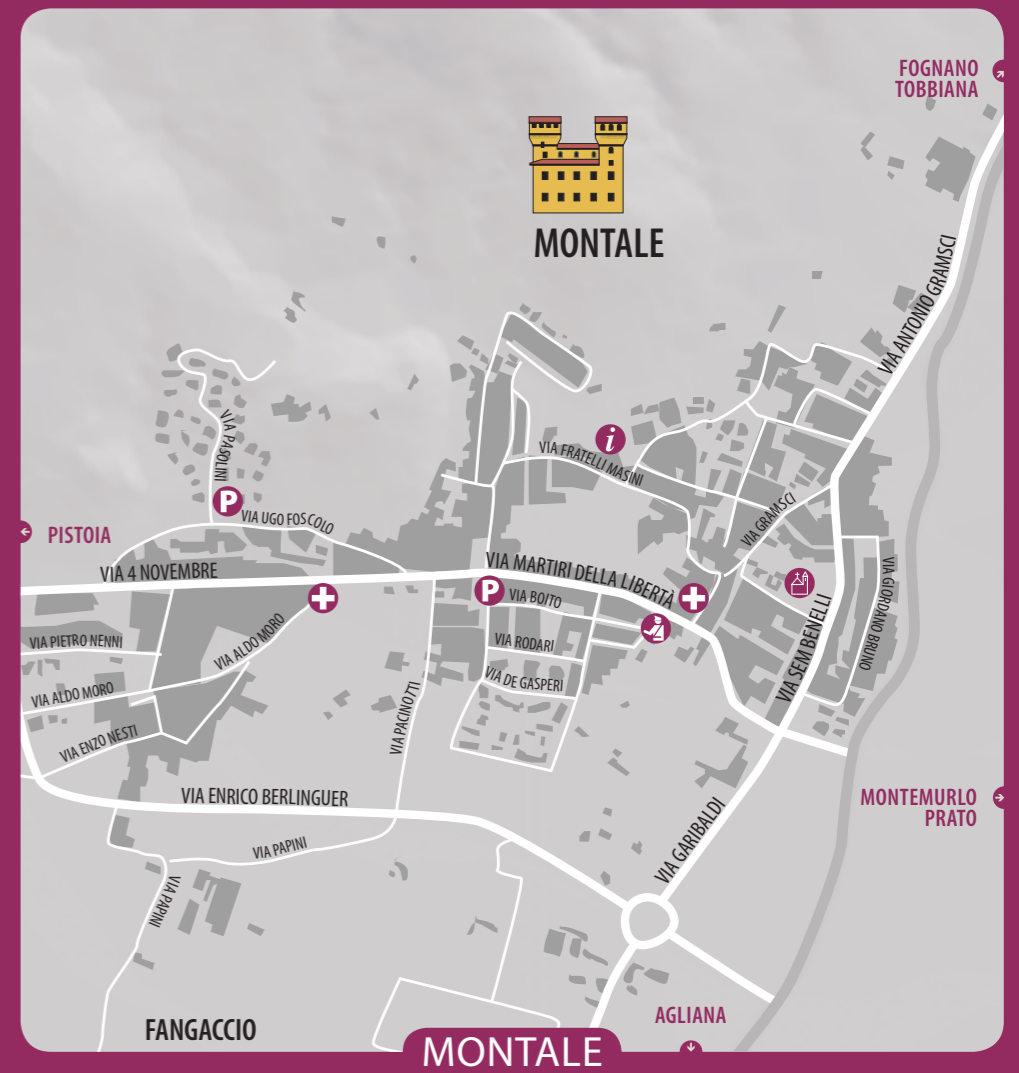 FOGNANO
TOBBIANA
MONTALE
VIA ANTONIO GRAMSCI
VIA PASOLINI
VIA FRATELLI MASINI
i
P
VIA UGO FOSCOLO
VIA GRAMSCI
PISTOIA
VIA 4 NOVEMBRE
VIA MARTIRI DELLA LIBERTÀ
P
VIA BOITO
VIA GIORDANO BRUNO
VIA PIETRO NENNI
VIA ALDO MORO
VIA RODARI
VIA SEM BENELLI
VIA ALDO MORO
VIA DE GASPERI
VIA PACINOTTI
VIA ENZO NESTI
VIA ENRICO BERLINGUER
MONTEMURLO
PRATO
VIA GARIBALDI
VIA PAPINI
VIA PAPINI
FANGACCIO
AGLIANA
MONTALE